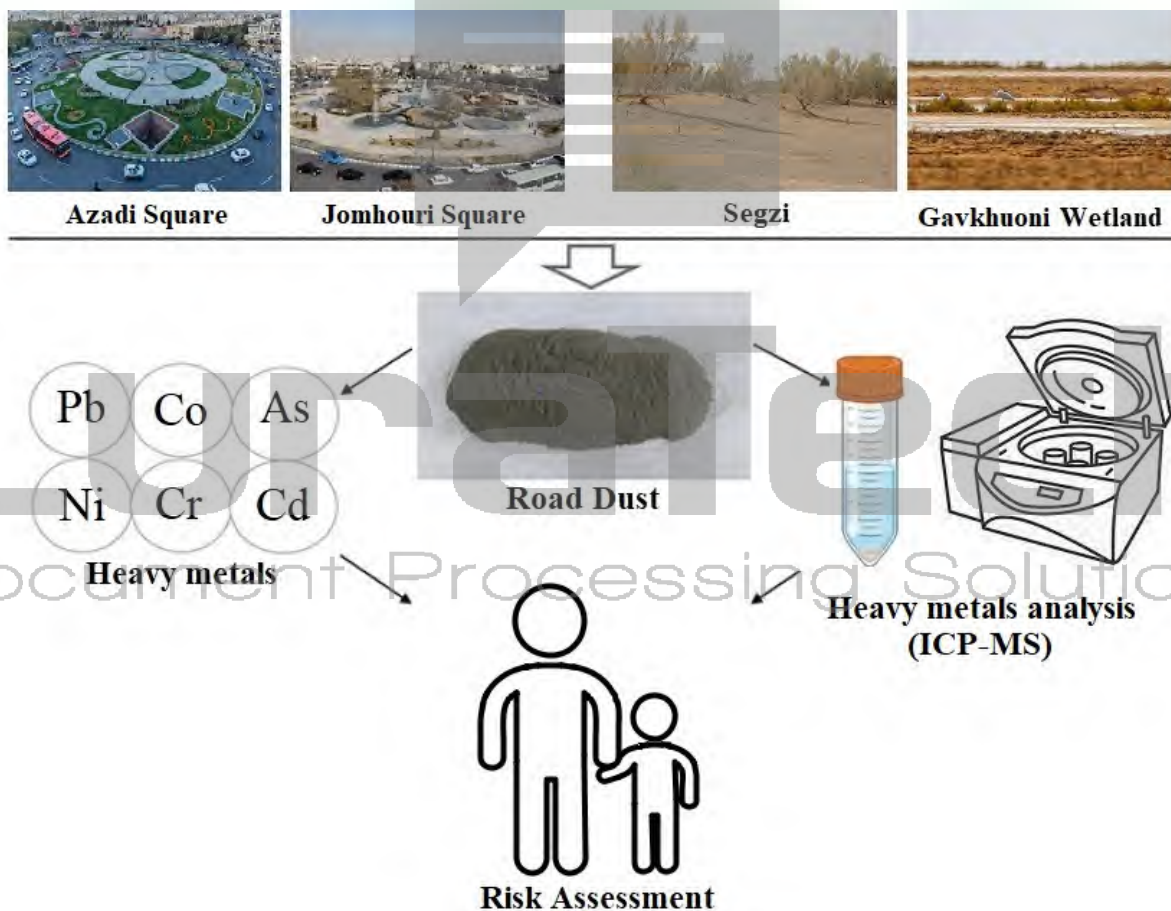 Azadi Square
Jomhouri Square
Segzi
Gavkhuoni Wetland
Pb Co As
Ni Cr Cd
Heavy metals
Road Dust
Heavy metals analysis
(ICP-MS)
Risk Assessment